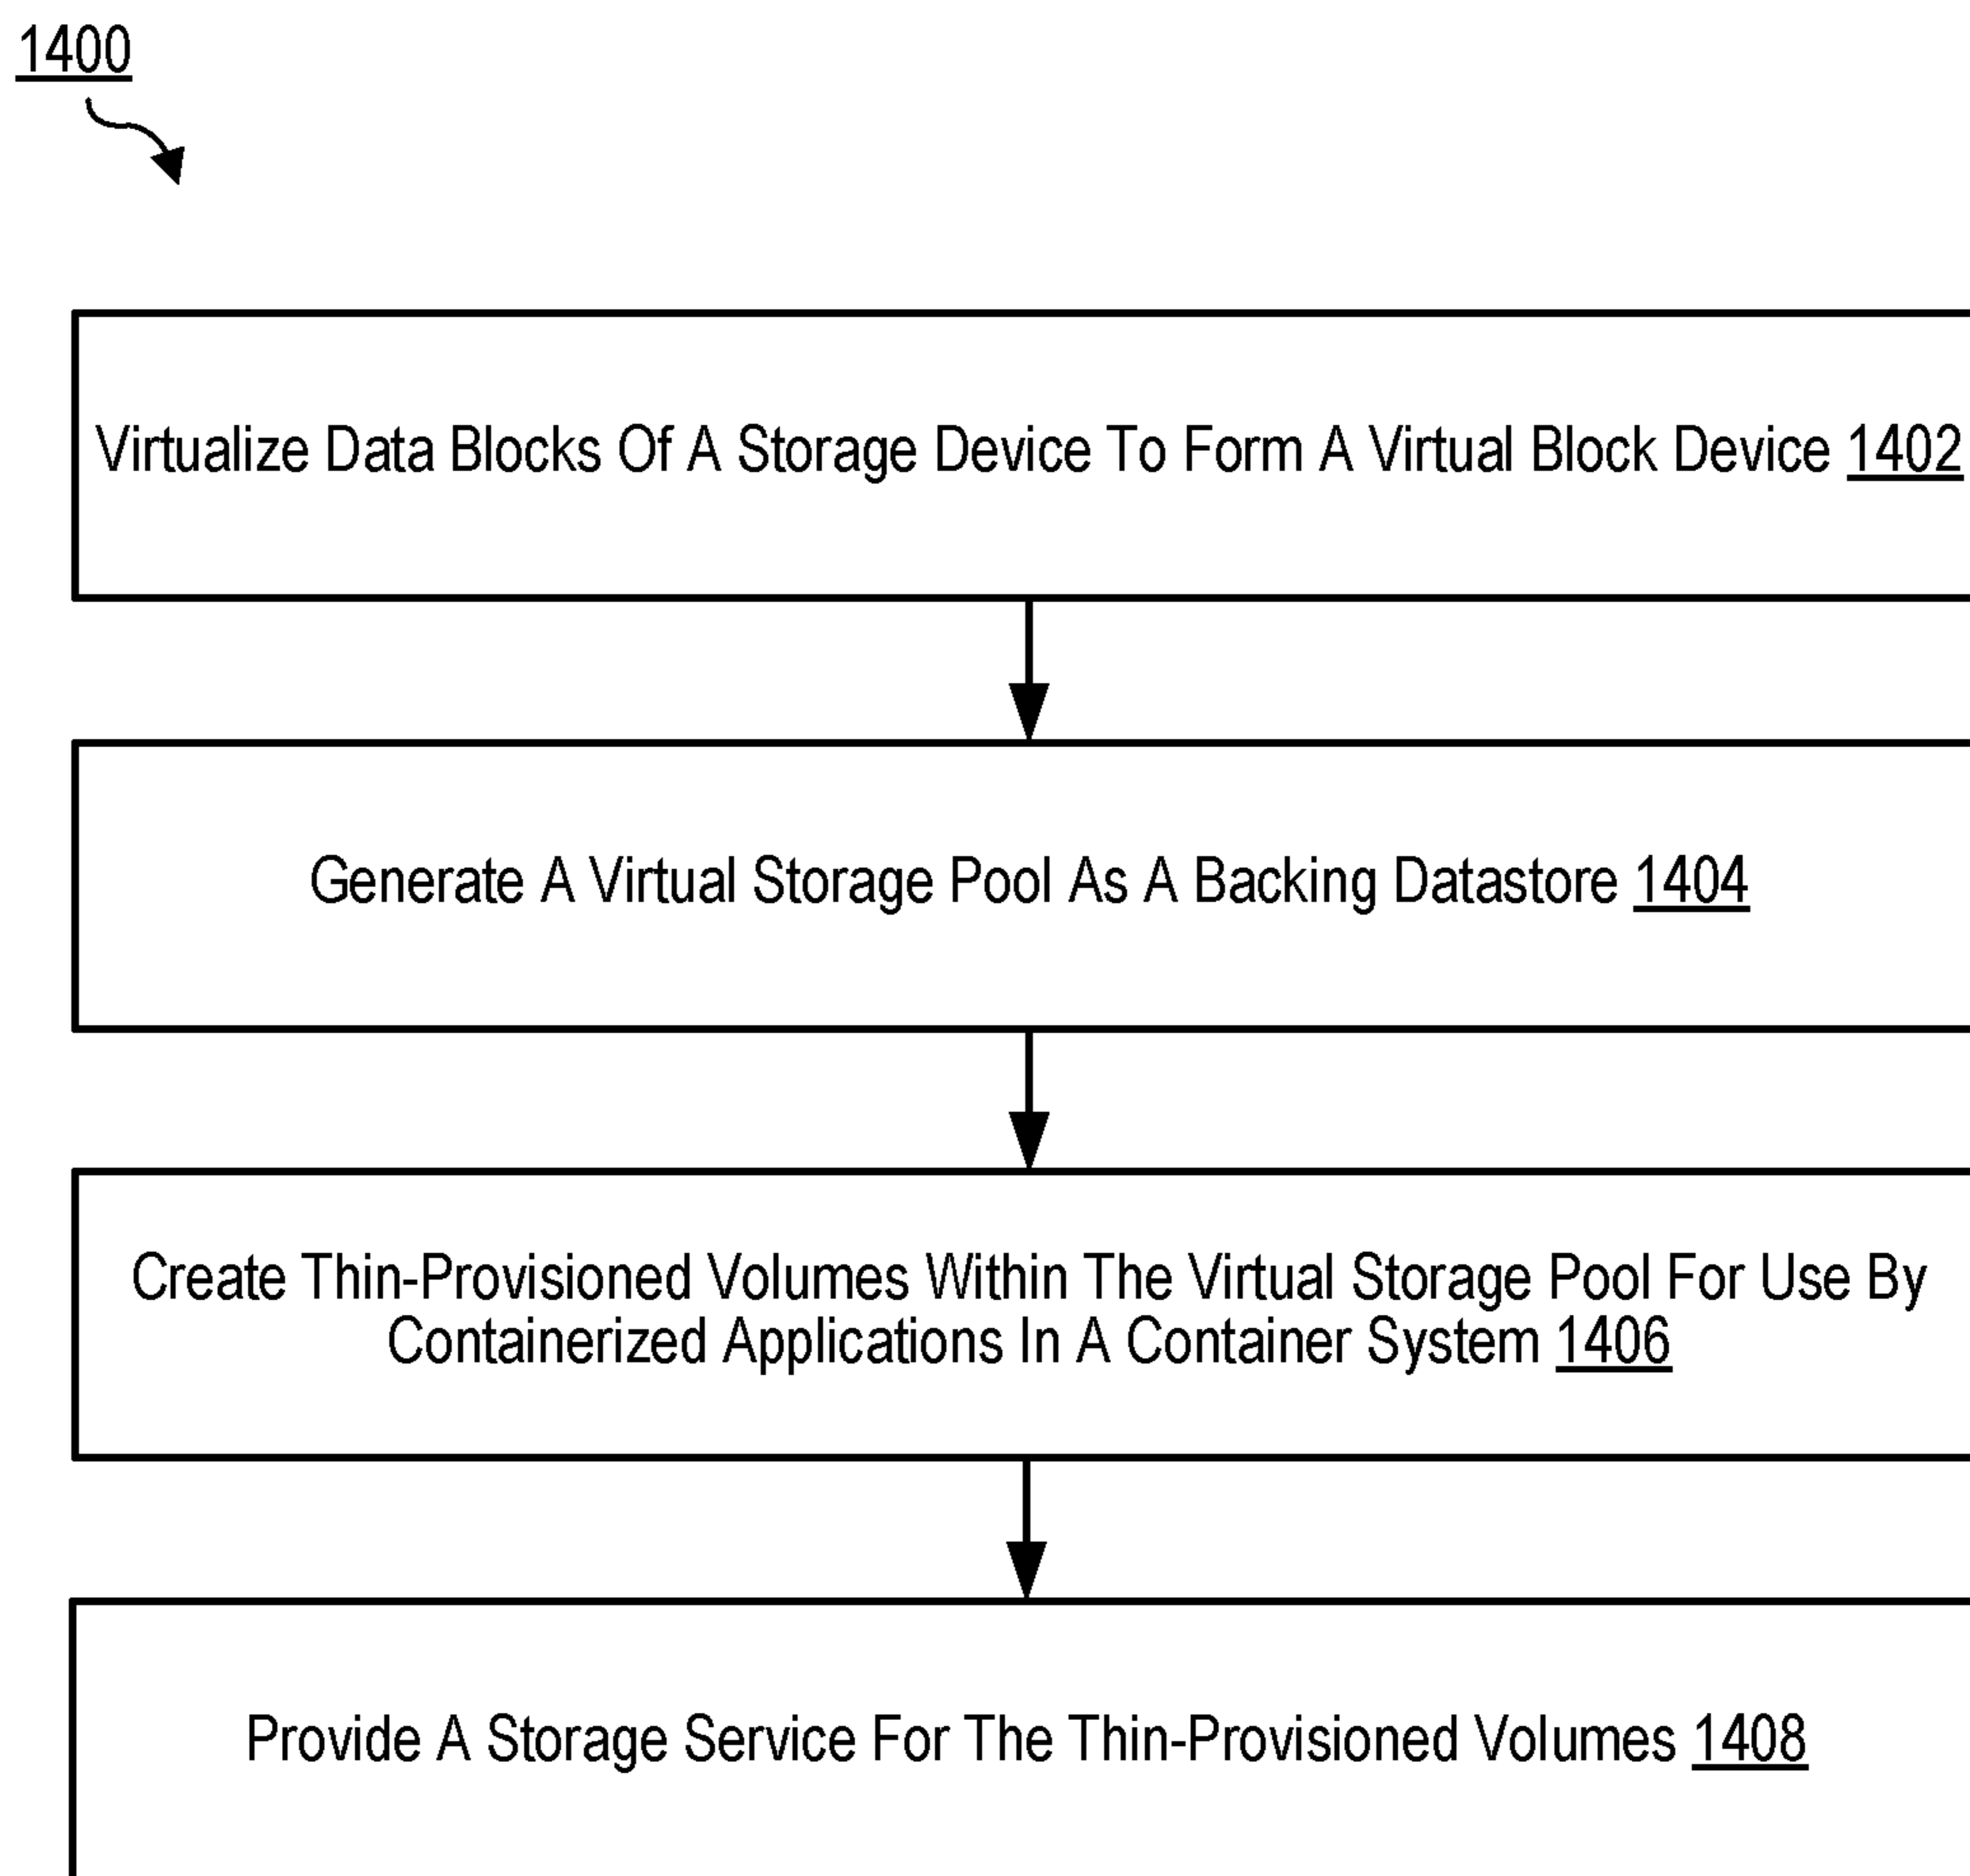 1400
Virtualize Data Blocks Of A Storage Device To Form A Virtual Block Device 1402
Generate A Virtual Storage Pool As A Backing Datastore 1404
Create Thin-Provisioned Volumes Within The Virtual Storage Pool For Use By
Containerized Applications In A Container System 1406
Provide A Storage Service For The Thin-Provisioned Volumes 1408